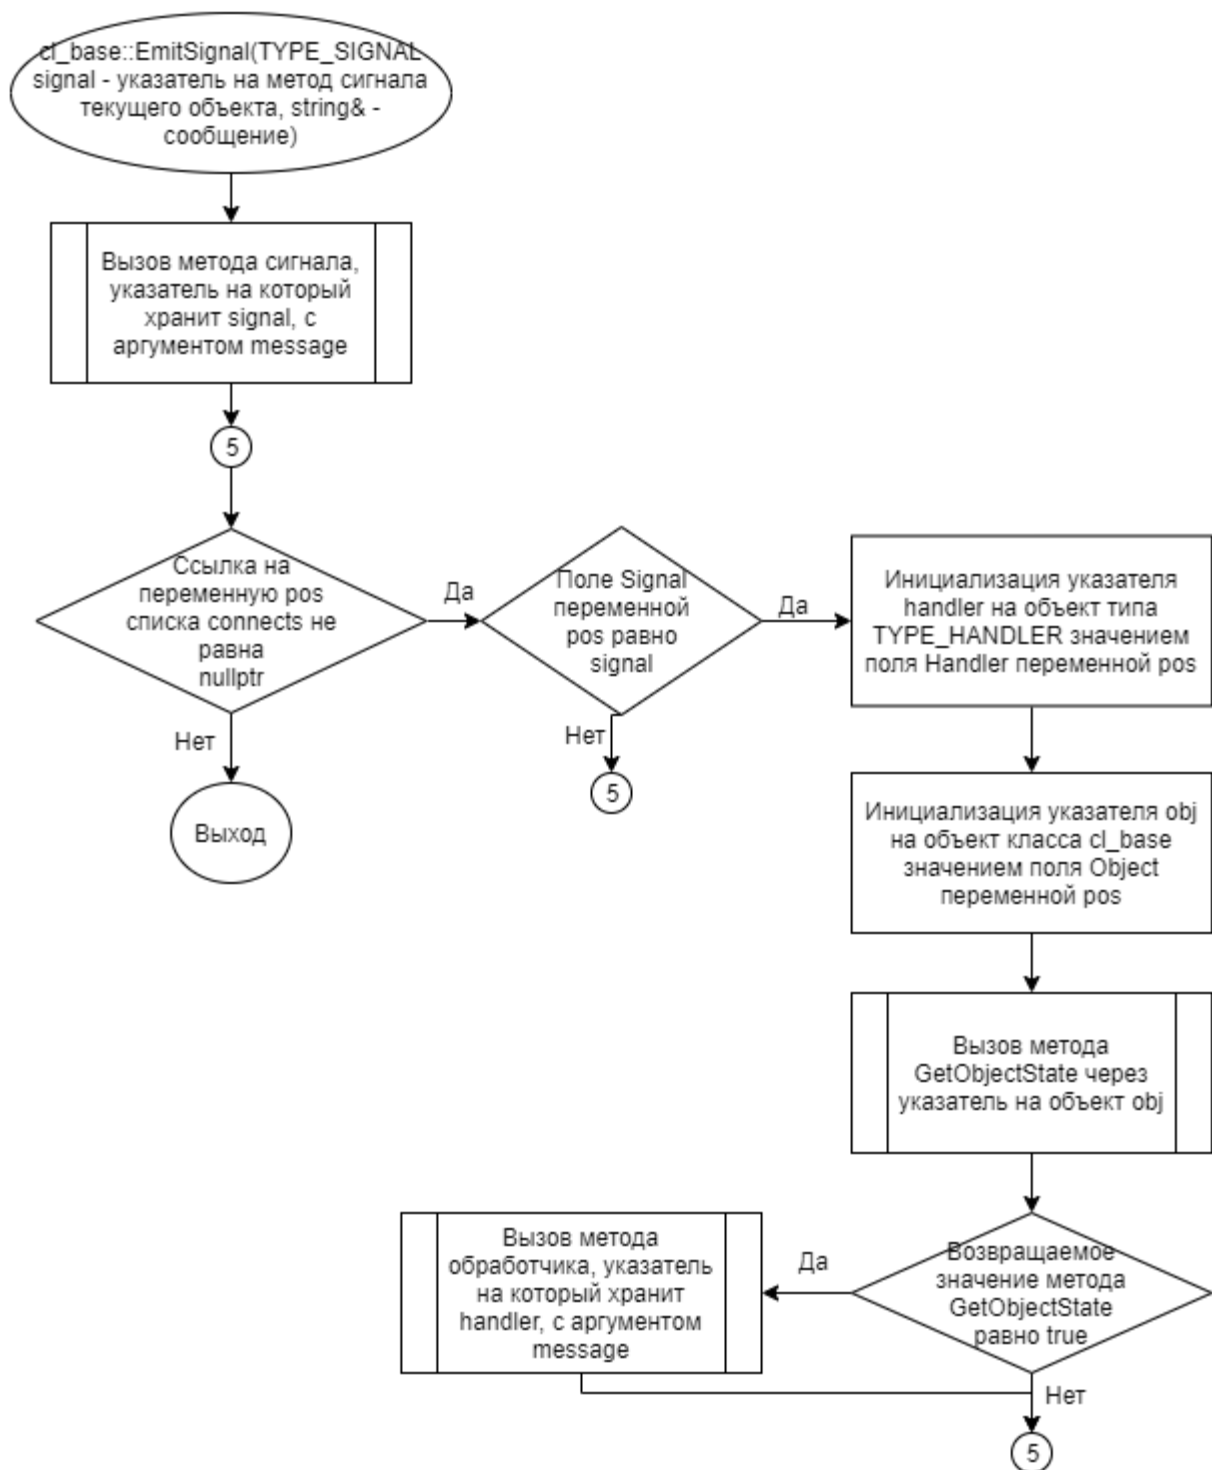 cl_base::EmitSignal(TYPE_SIGNAL
signal - указатель на метод сигнала
текущего объекта, string& -
сообщение)
Вызов метода сигнала,
указатель на который
хранит signal, с
аргументом message
5
Ссылка на
переменную pos
списка connects не
равна
nullptr
Да
Поле Signal
переменной
pos равно
signal
Да
Инициализация указателя
handler на объект типа
TYPE_HANDLER значением
поля Handler переменной pos
Нет
Выход
Нет
5
Инициализация указателя obj
на объект класса cl_base
значением поля Object
переменной pos
Вызов метода
GetObjectState через
указатель на объект obj
Возвращаемое
значение метода
GetObjectState
равно true
Да
Вызов метода
обработчика, указатель
на который хранит
handler, с аргументом
message
Нет
5